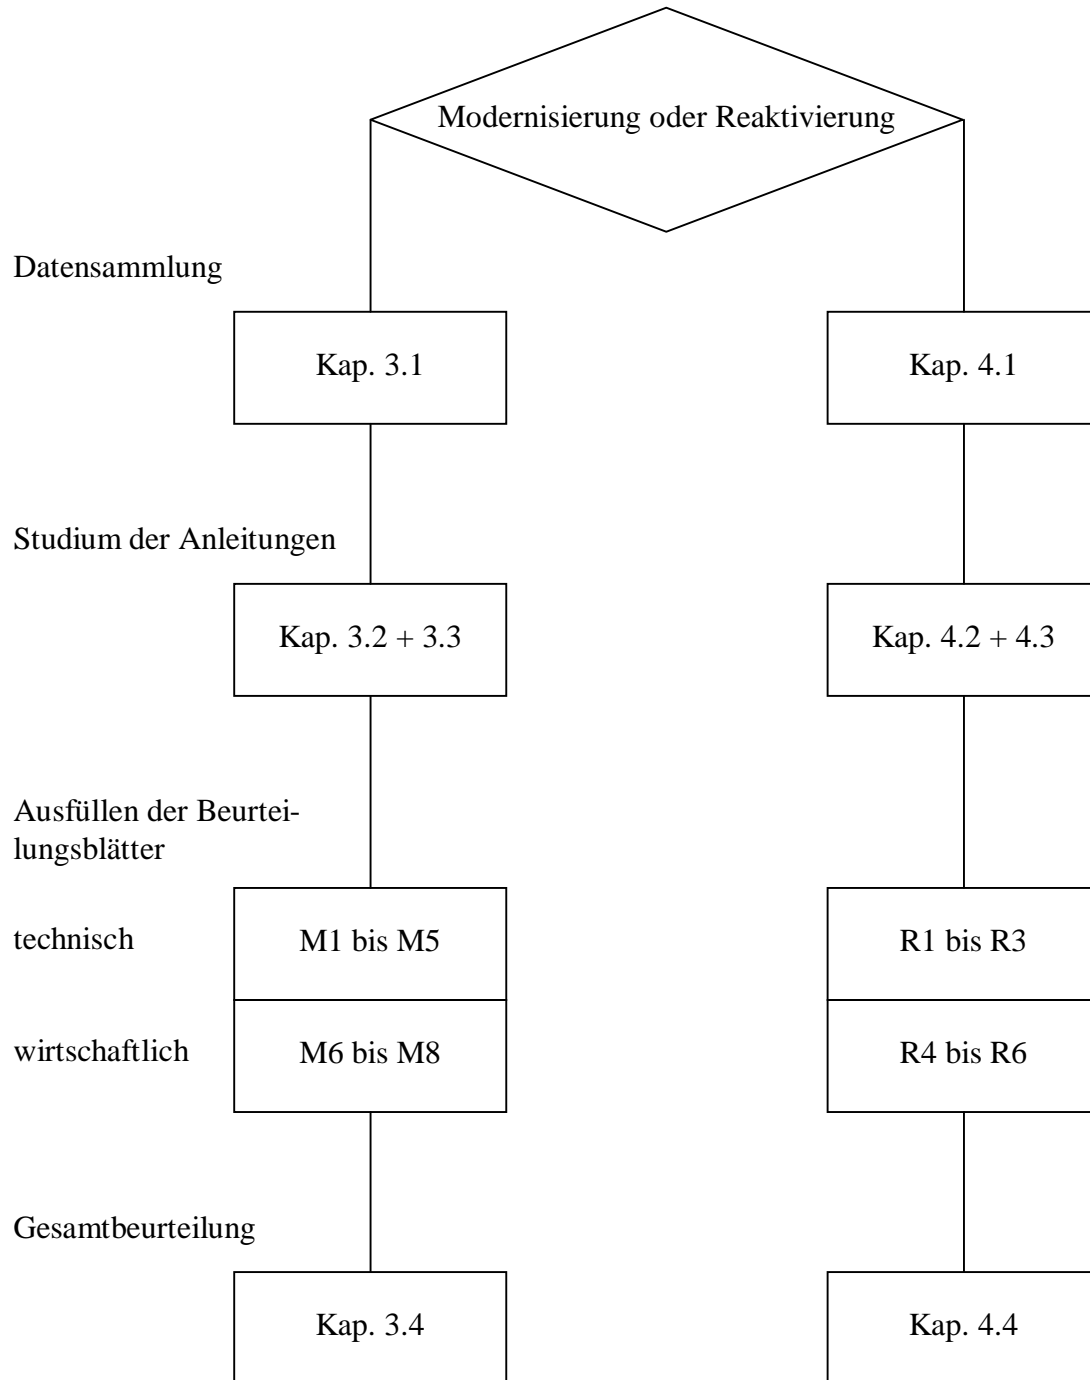 Modernisierung oder Reaktivierung
Datensammlung
Kap. 3.1
Kap. 4.1
Studium der Anleitungen
Kap. 3.2 + 3.3
Kap. 4.2 + 4.3
Ausfüllen der Beurtei-
lungsblätter
technisch
M1 bis M5
R1 bis R3
wirtschaftlich
M6 bis M8
R4 bis R6
Gesamtbeurteilung
Kap. 3.4
Kap. 4.4